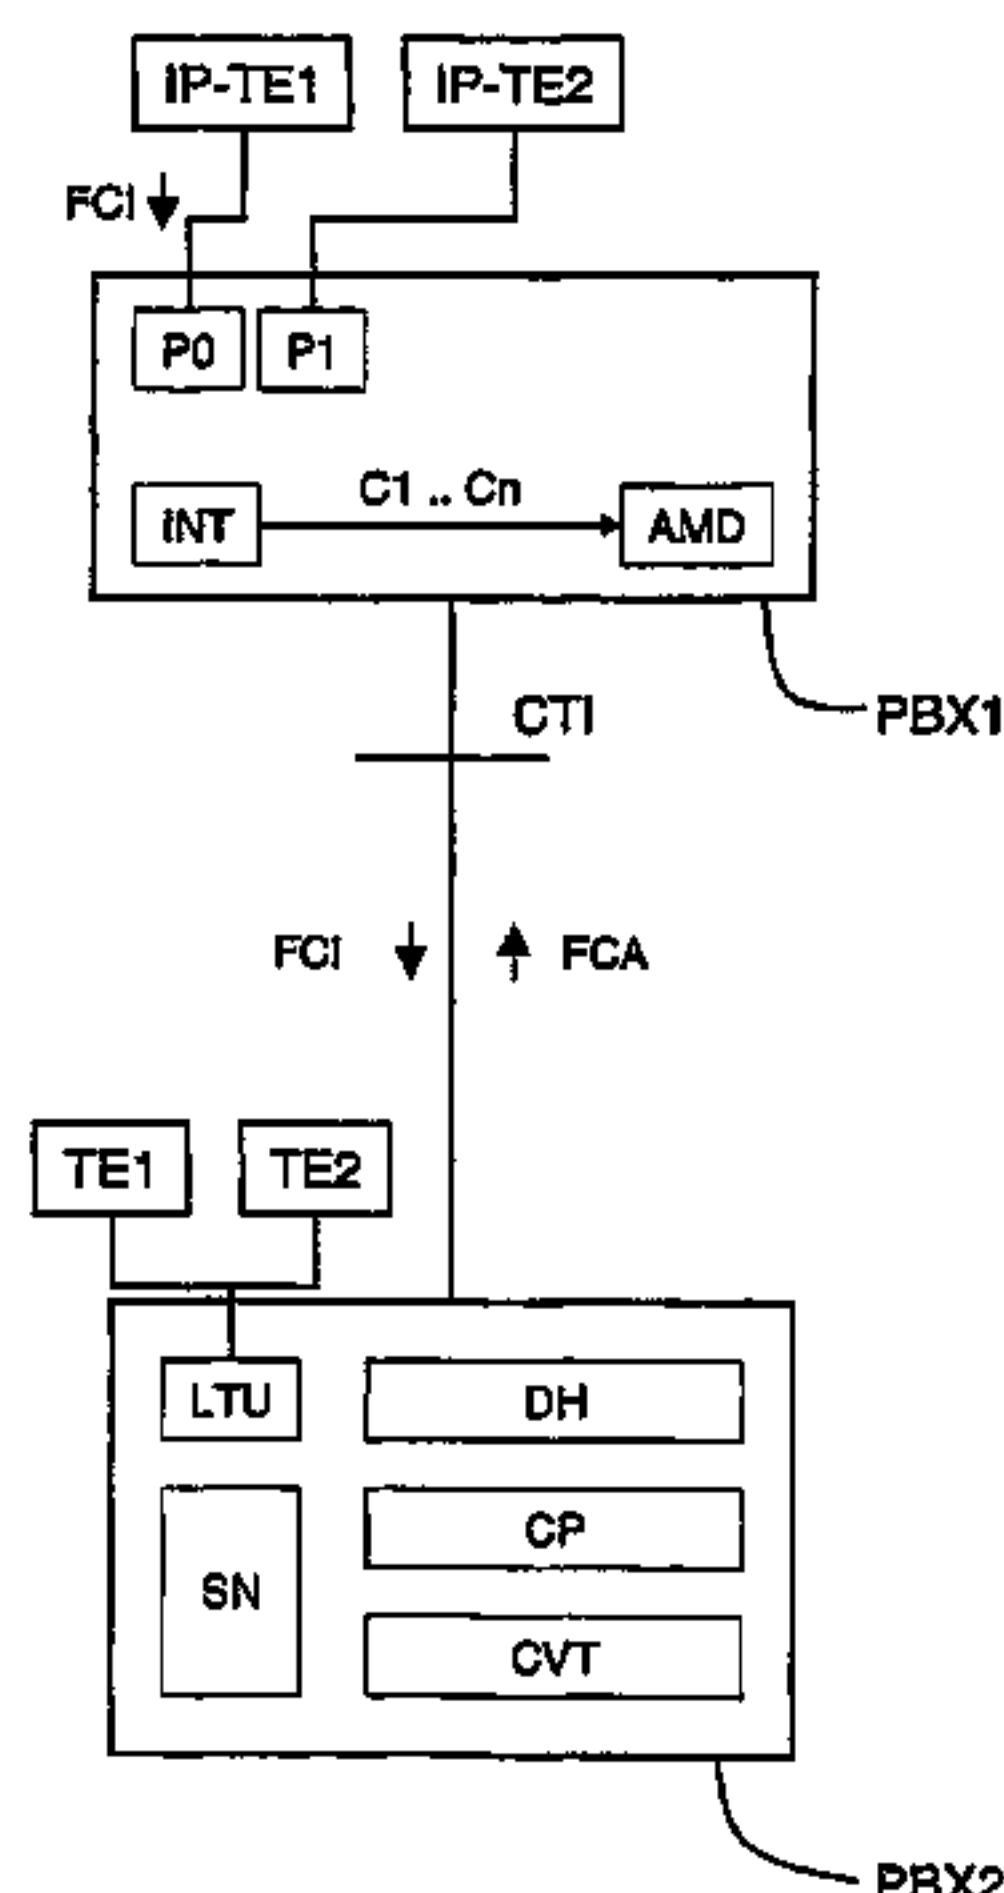 IP-TE1 IP-TE2
FCI
P0 P1
C1 .. Cn
INT AMD
CTI PBX1
FCI FCA
TE1 TE2
LTU DH
CP
SN
CVT
PBX2